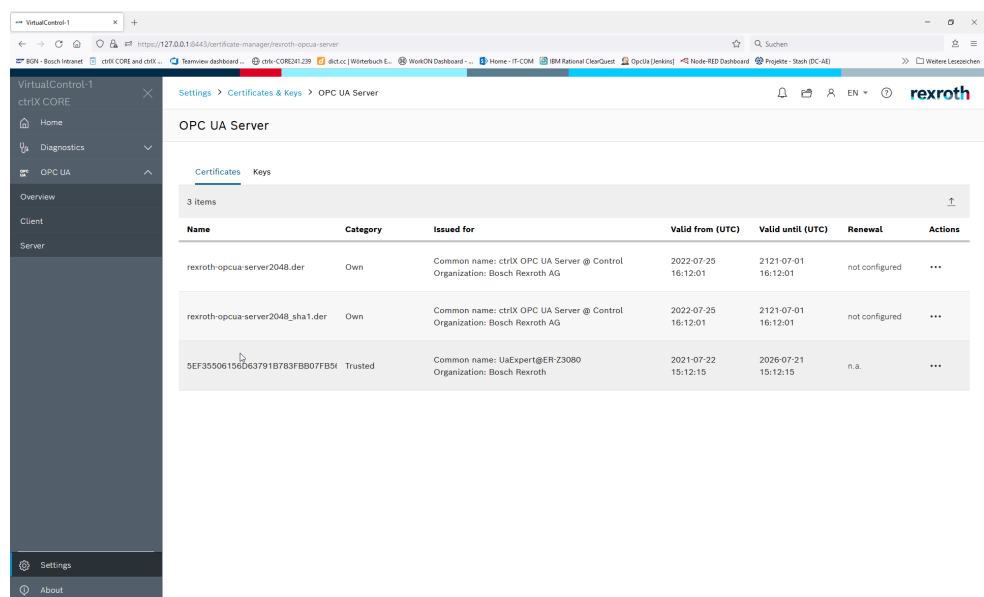 VirtualControl-1
https://127.0.0.1:8443/certificate-manager/rexroth-opcua-server
Suchen
BGN - Bosch Intranet
ctrlX CORE and ctrlX ...
Teamview dashboard ...
ctrlx-CORE241.239
dict.cc | Wörterbuch E...
WorkON Dashboard - ...
Home - IT-COM
IBM Rational ClearQuest
OpcUa [Jenkins]
Node-RED Dashboard
Projekte - Stash (DC-AE)
Weitere Lesezeichen
VirtualControl-1
ctrlX CORE
Home
Diagnostics
OPC UA
Overview
Client
Server
Settings
About
Settings > Certificates & Keys > OPC UA Server
EN
rexroth
OPC UA Server
Certificates Keys
3 items
Name Category Issued for Valid from (UTC) Valid until (UTC) Renewal Actions
rexroth-opcua-server2048.der Own Common name: ctrlX OPC UA Server @ Control 2022-07-25 2121-07-01 not configured
Organization: Bosch Rexroth AG 16:12:01 16:12:01
rexroth-opcua-server2048_sha1.der Own Common name: ctrlX OPC UA Server @ Control 2022-07-25 2121-07-01 not configured
Organization: Bosch Rexroth AG 16:12:01 16:12:01
5EF35506156D63791B783FBB07FB5 Trusted Common name: UaExpert@ER-Z3080 2021-07-22 2026-07-21 n.a.
Organization: Bosch Rexroth 15:12:15 15:12:15